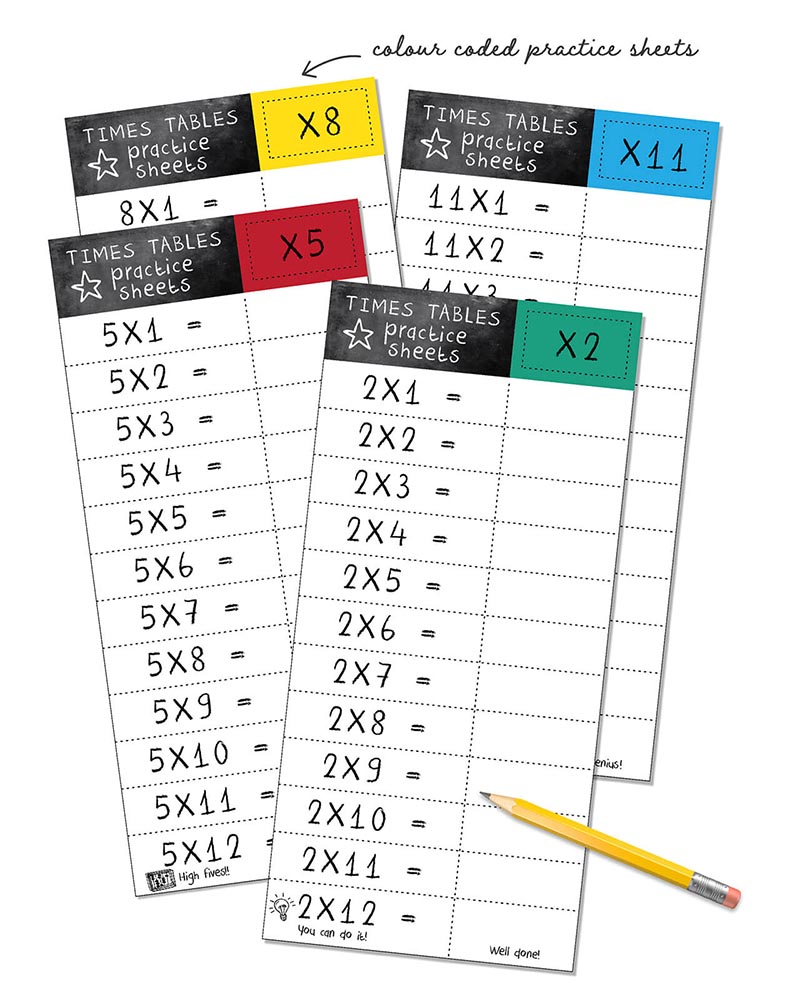 colour coded practice sheets
TIMES TABLES
practice
sheets
X8
8X1 =
TIMES TABLES
practice
sheets
X11
11X1 =
11X2 =
11X3
TIMES TABLES
practice
sheets
X5
5X1 =
5X2 =
5X3 =
5X4 =
5X5 =
5X6 =
5X7 =
5X8 =
5X9 =
5X10 =
5X11 =
5X12 =
High fives!!
TIMES TABLES
practice
sheets
X2
2X1 =
2X2 =
2X3 =
2X4 =
2X5 =
2X6 =
2X7 =
2X8 =
2X9 =
2X10 =
2X11 =
2X12 =
You can do it!
Well done!